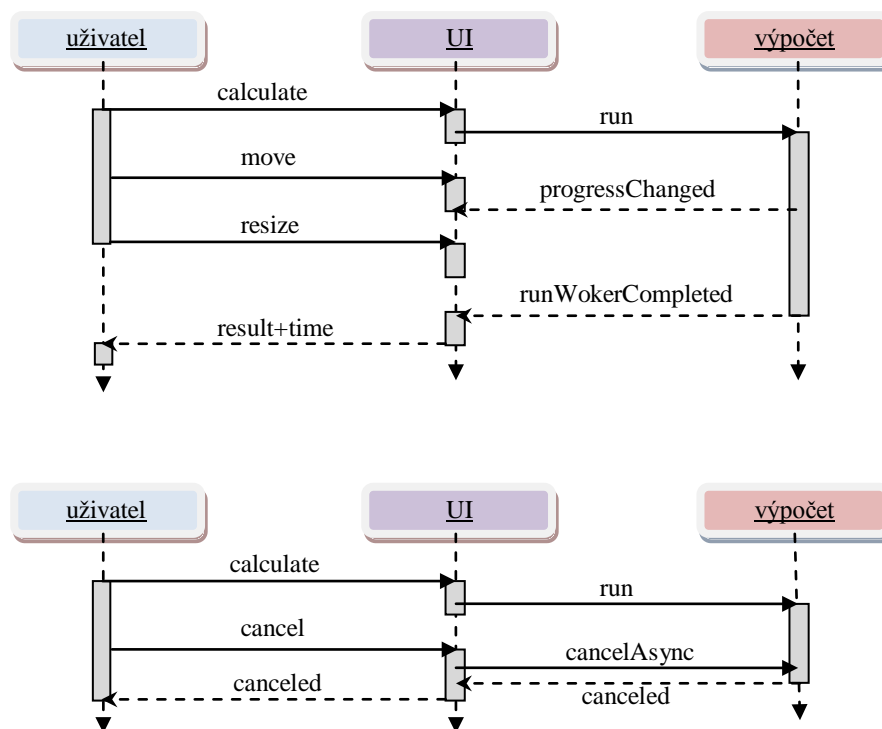 uživatel
UI
výpočet
calculate
run
move
progressChanged
resize
runWokerCompleted
result+time
uživatel
UI
výpočet
calculate
run
cancel
cancelAsync
canceled
canceled